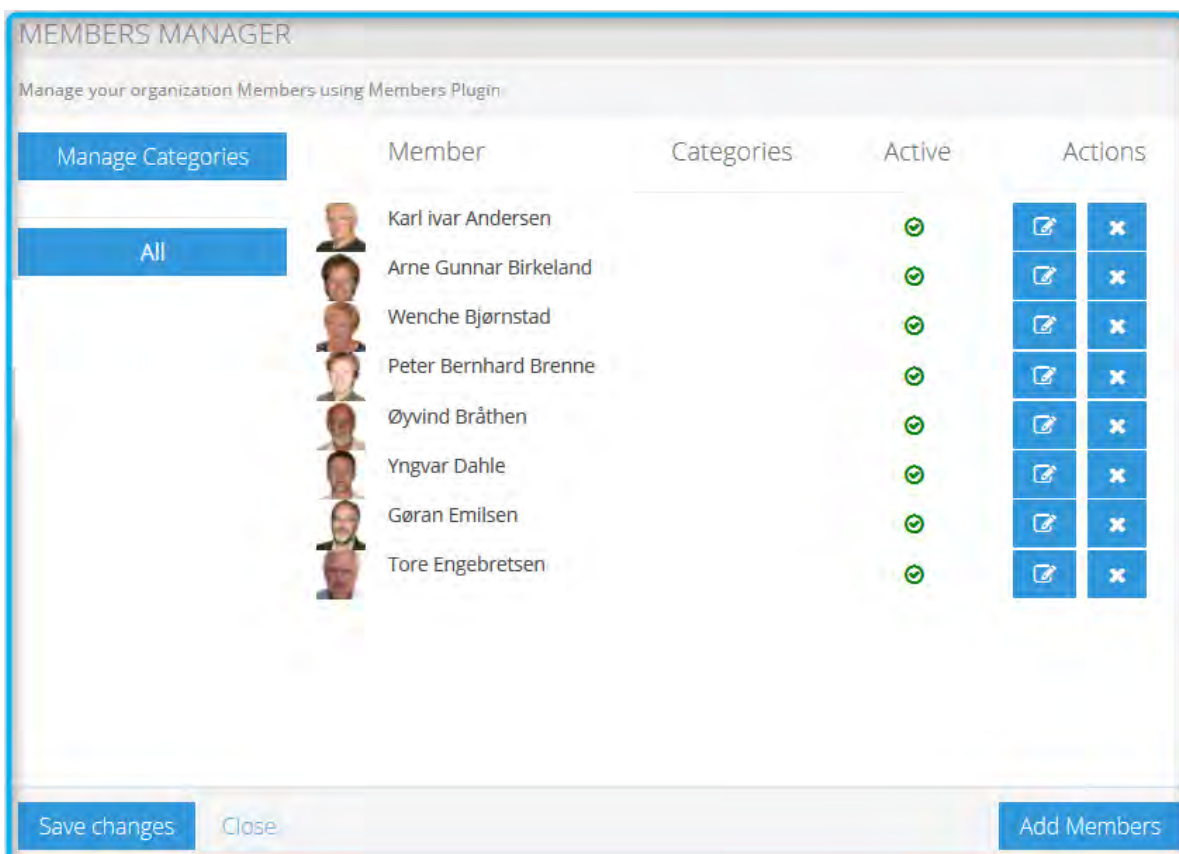 MEMBERS MANAGER
Manage your organization Members using Members Plugin
Manage Categories
Member Categories Active Actions
All
Karl ivar Andersen
Arne Gunnar Birkeland
Wenche Bjørnstad
Peter Bernhard Brenne
Øyvind Bråthen
Yngvar Dahle
Gøran Emilsen
Tore Engebretsen
Save changes Close Add Members